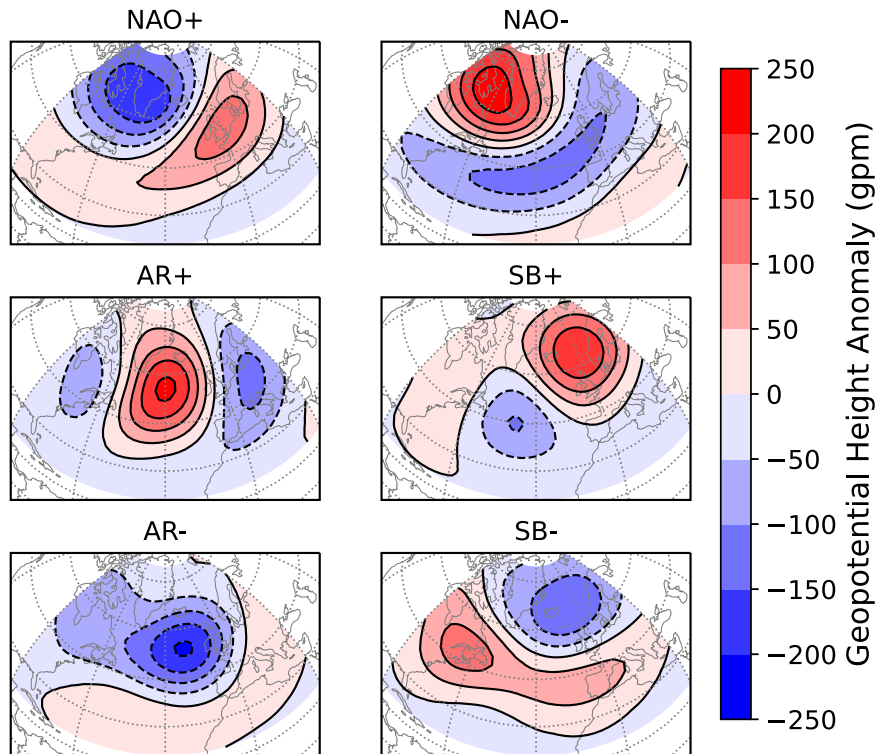 NAO+
NAO-
AR+
SB+
AR-
SB-
250
200
150
100
50
0
−50
−100
−150
−200
−250
Geopotential Height Anomaly (gpm)